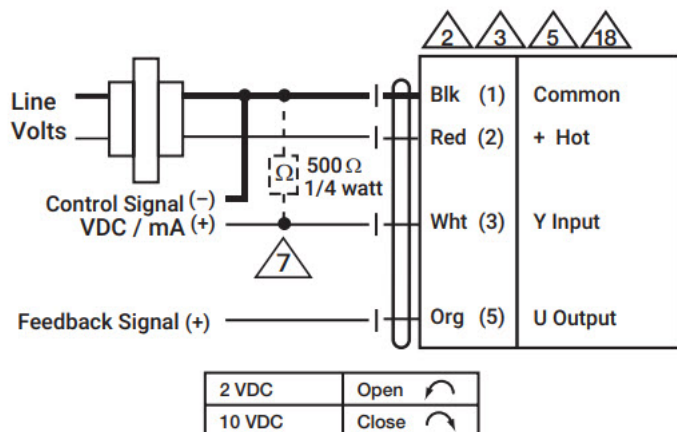 2 3 5 18
Line Volts
Blk (1) Common
Red (2) + Hot
Ω 500 Ω
1/4 watt
Control Signal (–)
VDC / mA (+)
Wht (3) Y Input
7
Feedback Signal (+)
Org (5) U Output
2 VDC Open
10 VDC Close